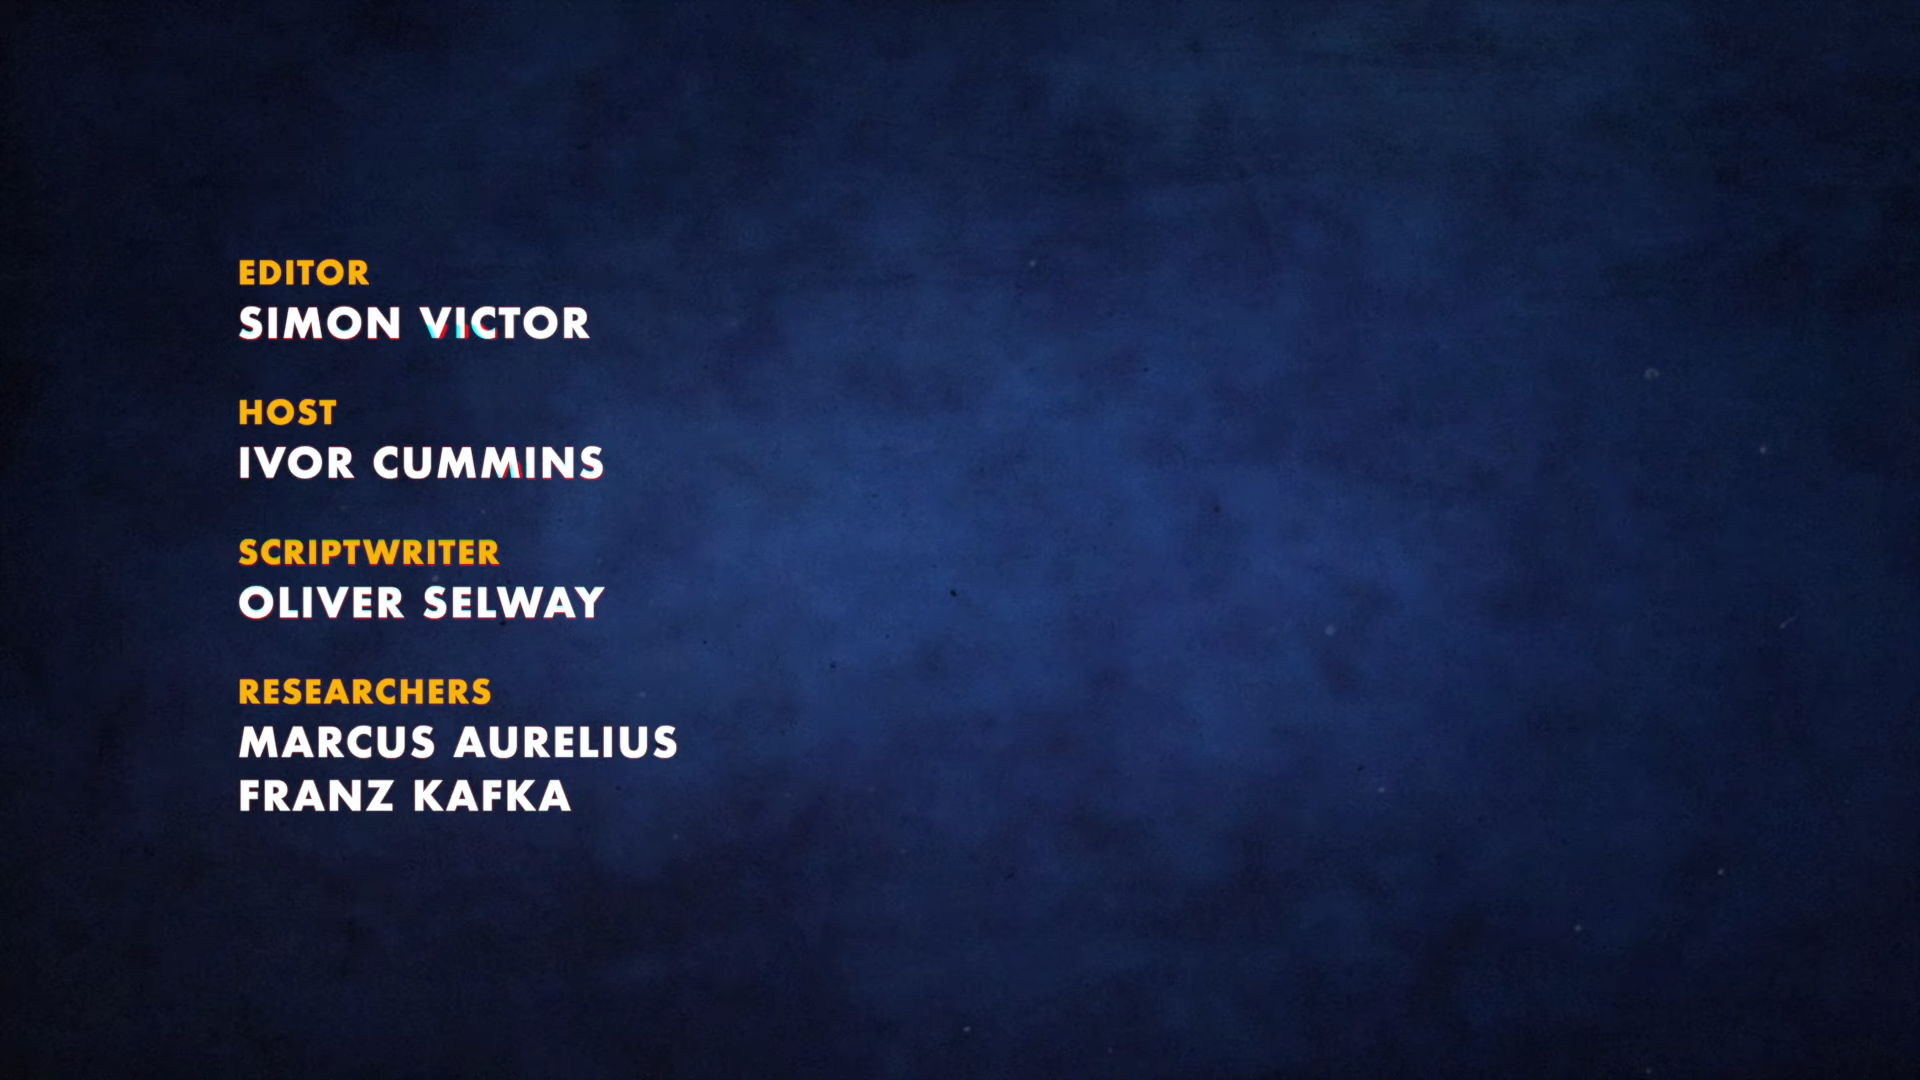 EDITOR
SIMON VICTOR
HOST
IVOR CUMMINS
SCRIPTWRITER
OLIVER SELWAY
RESEARCHERS
MARCUS AURELIUS
FRANZ KAFKA